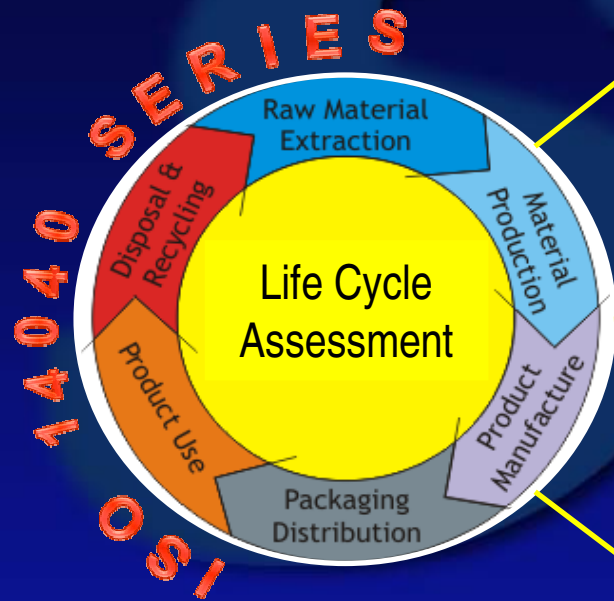 ISO 14040 SERIES
Raw Material
Extraction
Material
Production
Product
Manufacture
Packaging
Distribution
Product Use
Disposal &
Recycling
Life Cycle
Assessment